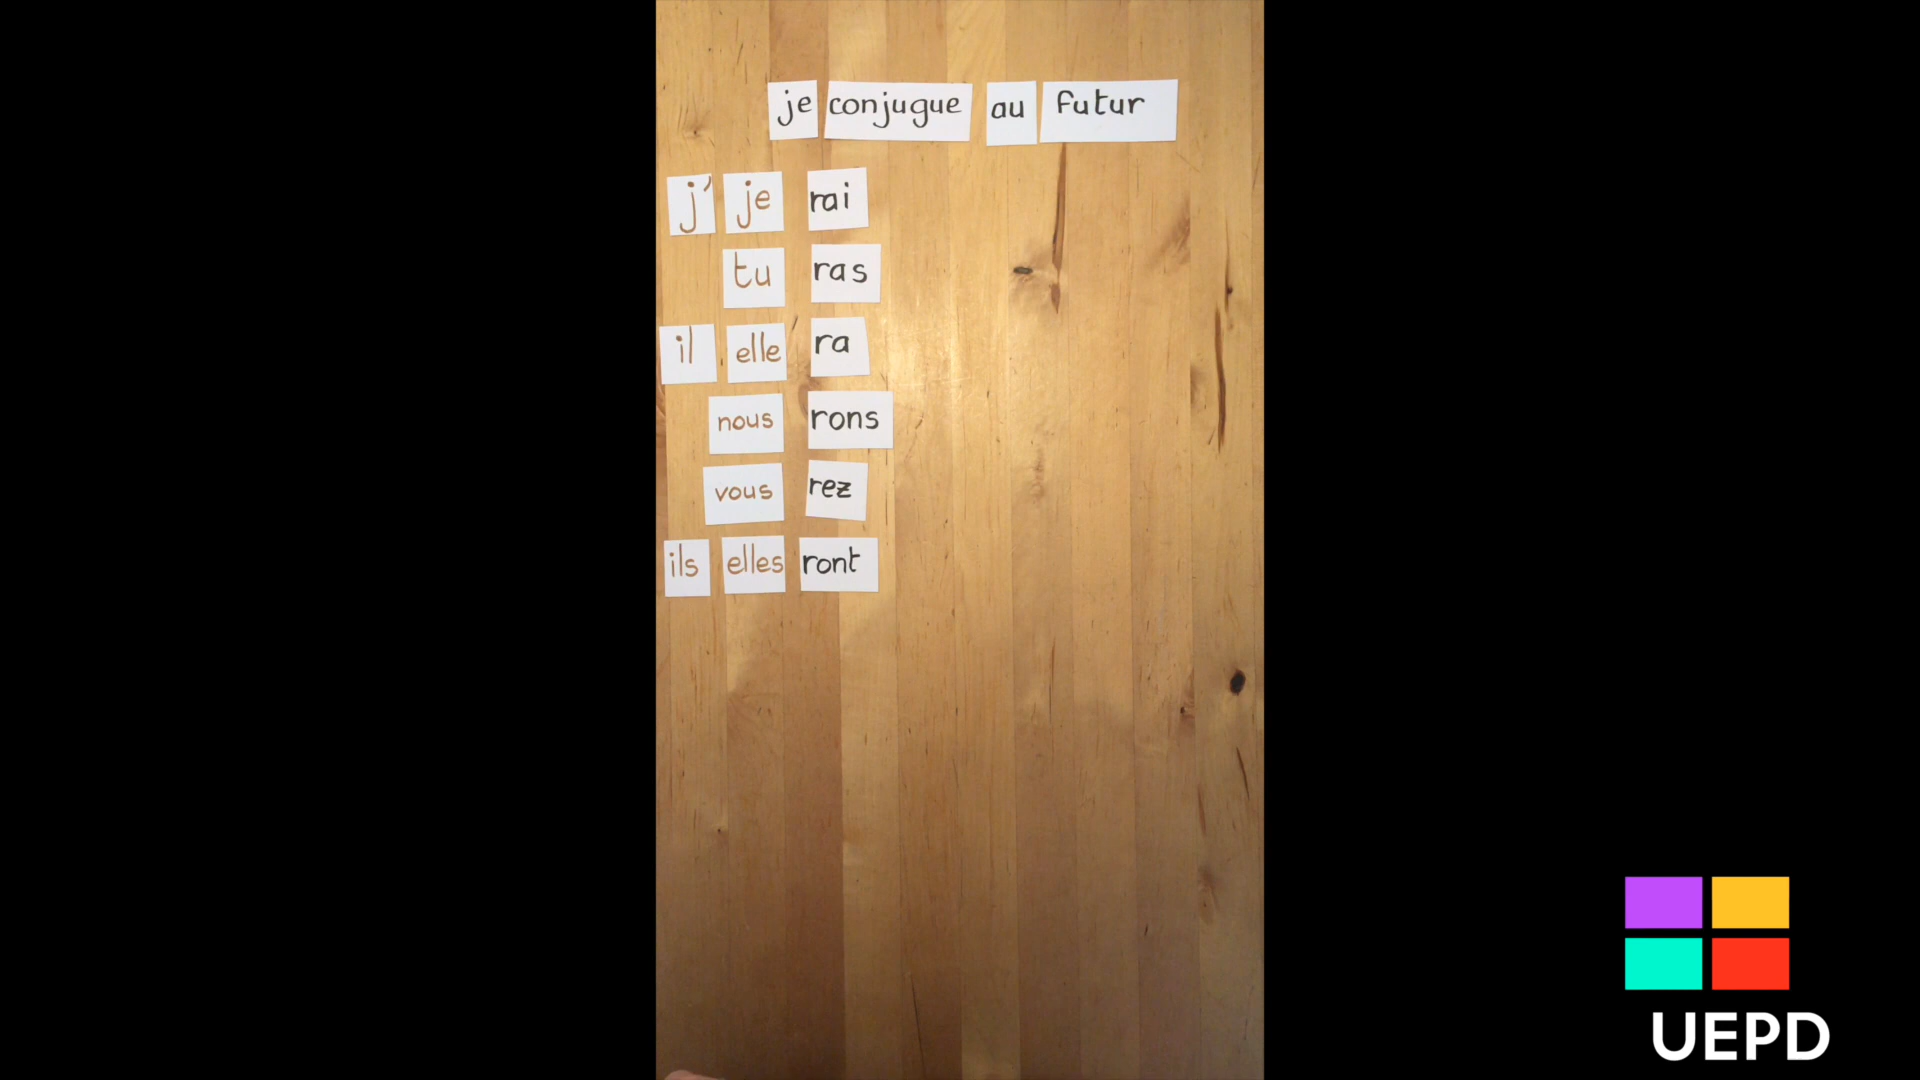 je conjugue au futur
j' je rai
tu ras
il elle ra
nous rons
vous rez
ils elles ront
UEPD